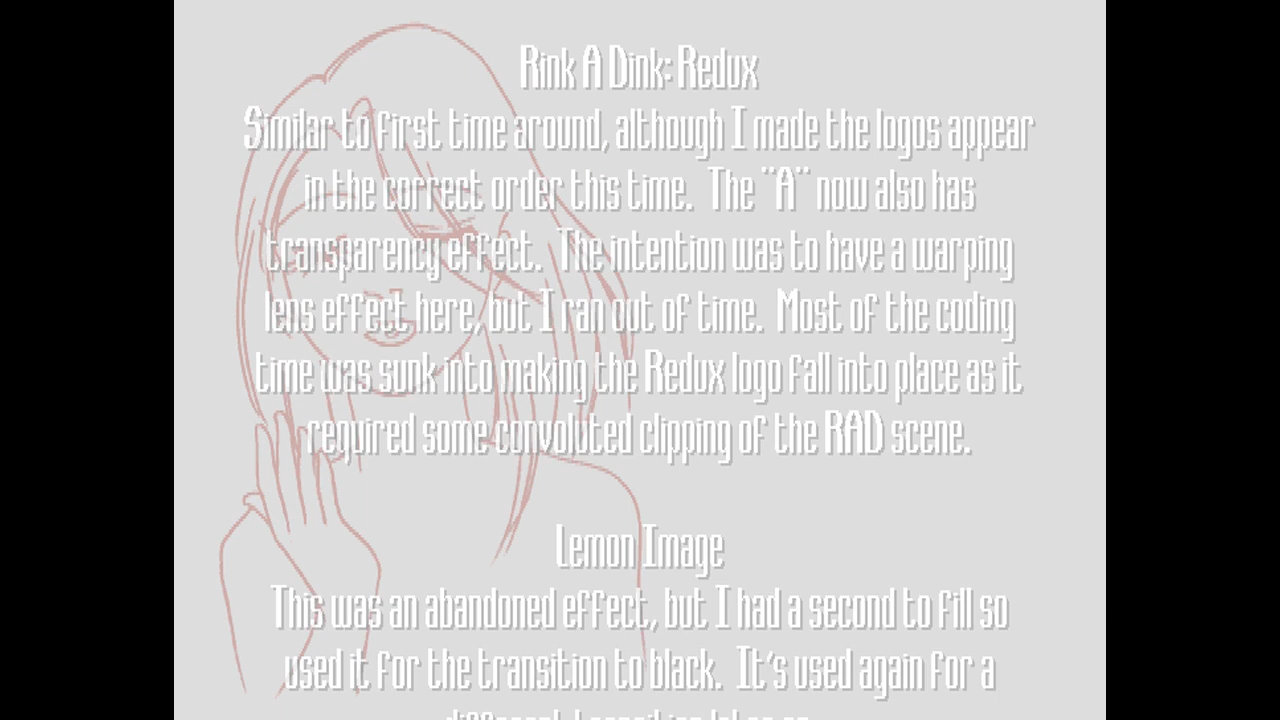 Rink A Dink: Redux
Similar to first time around, although I made the logos appear
in the correct order this time.  The "A" now also has
transparency effect.  The intention was to have a warping
lens effect here, but I ran out of time.  Most of the coding
time was sunk into making the Redux logo fall into place as it
required some convoluted clipping of the RAD scene.
Lemon Image
This was an abandoned effect, but I had a second to fill so
used it for the transition to black.  It's used again for a